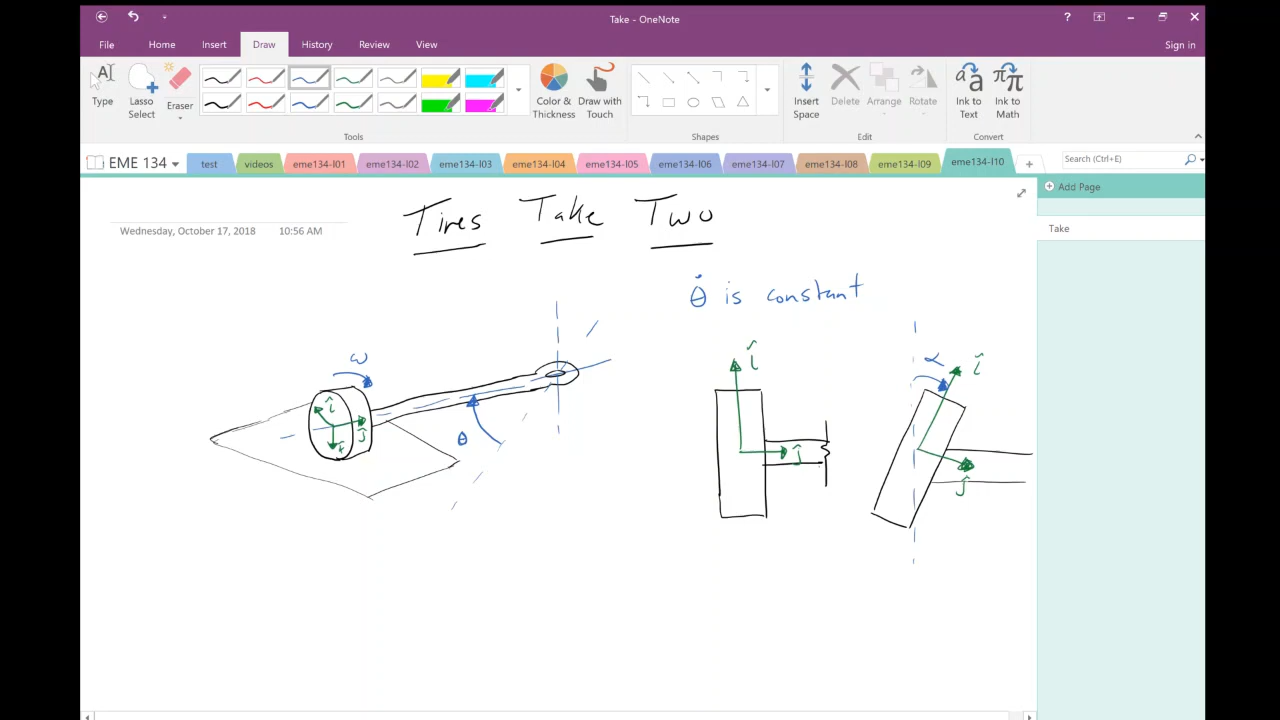 Take - OneNote
?
File Home Insert Draw History Review View
Sign in
Type
Lasso Select
Eraser
Color & Thickness
Draw with Touch
Insert Space
Delete
Arrange
Rotate
Ink to Text
Ink to Math
Tools
Shapes
Edit
Convert
EME 134
test videos eme134-l01 eme134-l02 eme134-l03 eme134-l04 eme134-l05 eme134-l06 eme134-l07 eme134-l08 eme134-l09 eme134-l10
Search (Ctrl+E)
Add Page
Take
Tires Take Two
Wednesday, October 17, 2018 10:56 AM
θ̇ is constant
ω
î
ĵ
k̂
θ
î
ĵ
α
î
ĵ